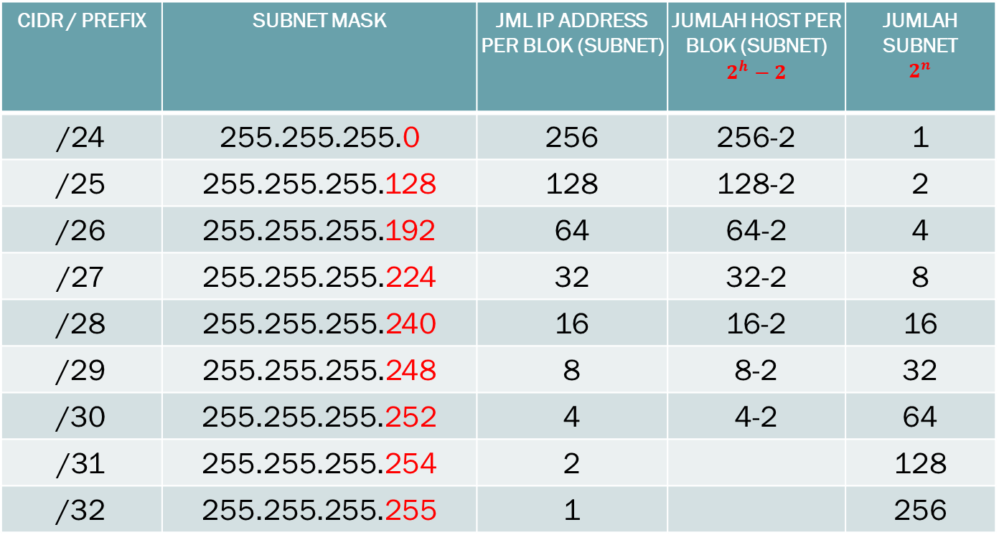 CIDR / PREFIX SUBNET MASK JML IP ADDRESS PER BLOK (SUBNET) JUMLAH HOST PER BLOK (SUBNET) 2^h − 2 JUMLAH SUBNET 2^n
/24 255.255.255.0 256 256-2 1
/25 255.255.255.128 128 128-2 2
/26 255.255.255.192 64 64-2 4
/27 255.255.255.224 32 32-2 8
/28 255.255.255.240 16 16-2 16
/29 255.255.255.248 8 8-2 32
/30 255.255.255.252 4 4-2 64
/31 255.255.255.254 2 128
/32 255.255.255.255 1 256